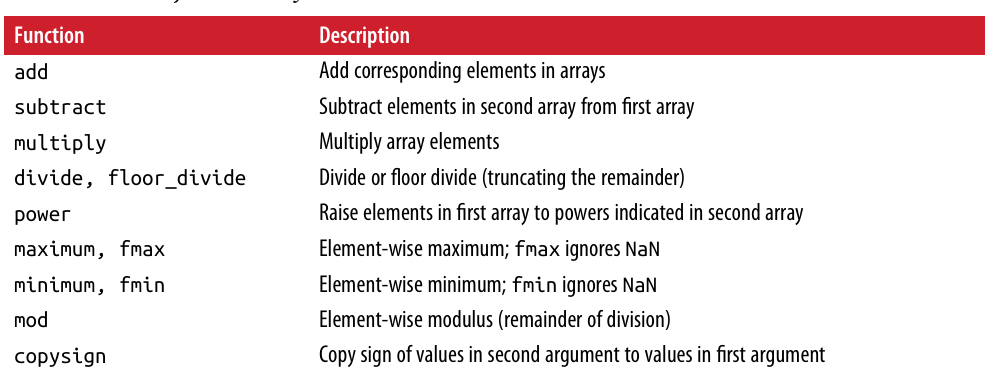 Function Description
add Add corresponding elements in arrays
subtract Subtract elements in second array from first array
multiply Multiply array elements
divide, floor_divide Divide or floor divide (truncating the remainder)
power Raise elements in first array to powers indicated in second array
maximum, fmax Element-wise maximum; fmax ignores NaN
minimum, fmin Element-wise minimum; fmin ignores NaN
mod Element-wise modulus (remainder of division)
copysign Copy sign of values in second argument to values in first argument